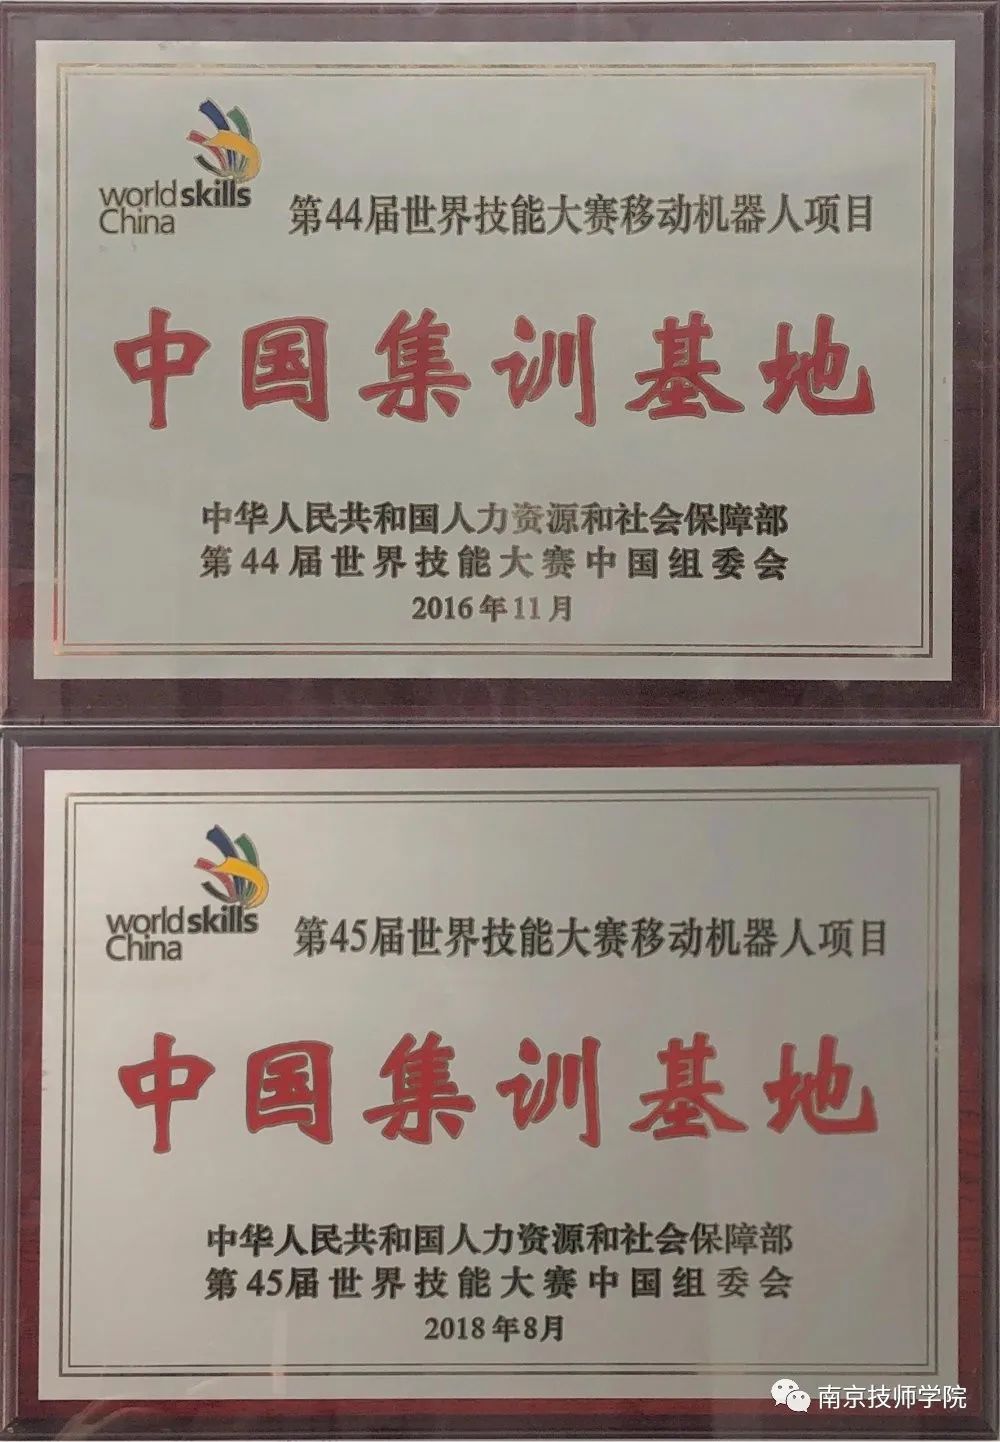 worldskills
China
第44届世界技能大赛移动机器人项目
中国集训基地
中华人民共和国人力资源和社会保障部
第44届世界技能大赛中国组委会
2016年11月
worldskills
China
第45届世界技能大赛移动机器人项目
中国集训基地
中华人民共和国人力资源和社会保障部
第45届世界技能大赛中国组委会
2018年8月
南京技师学院